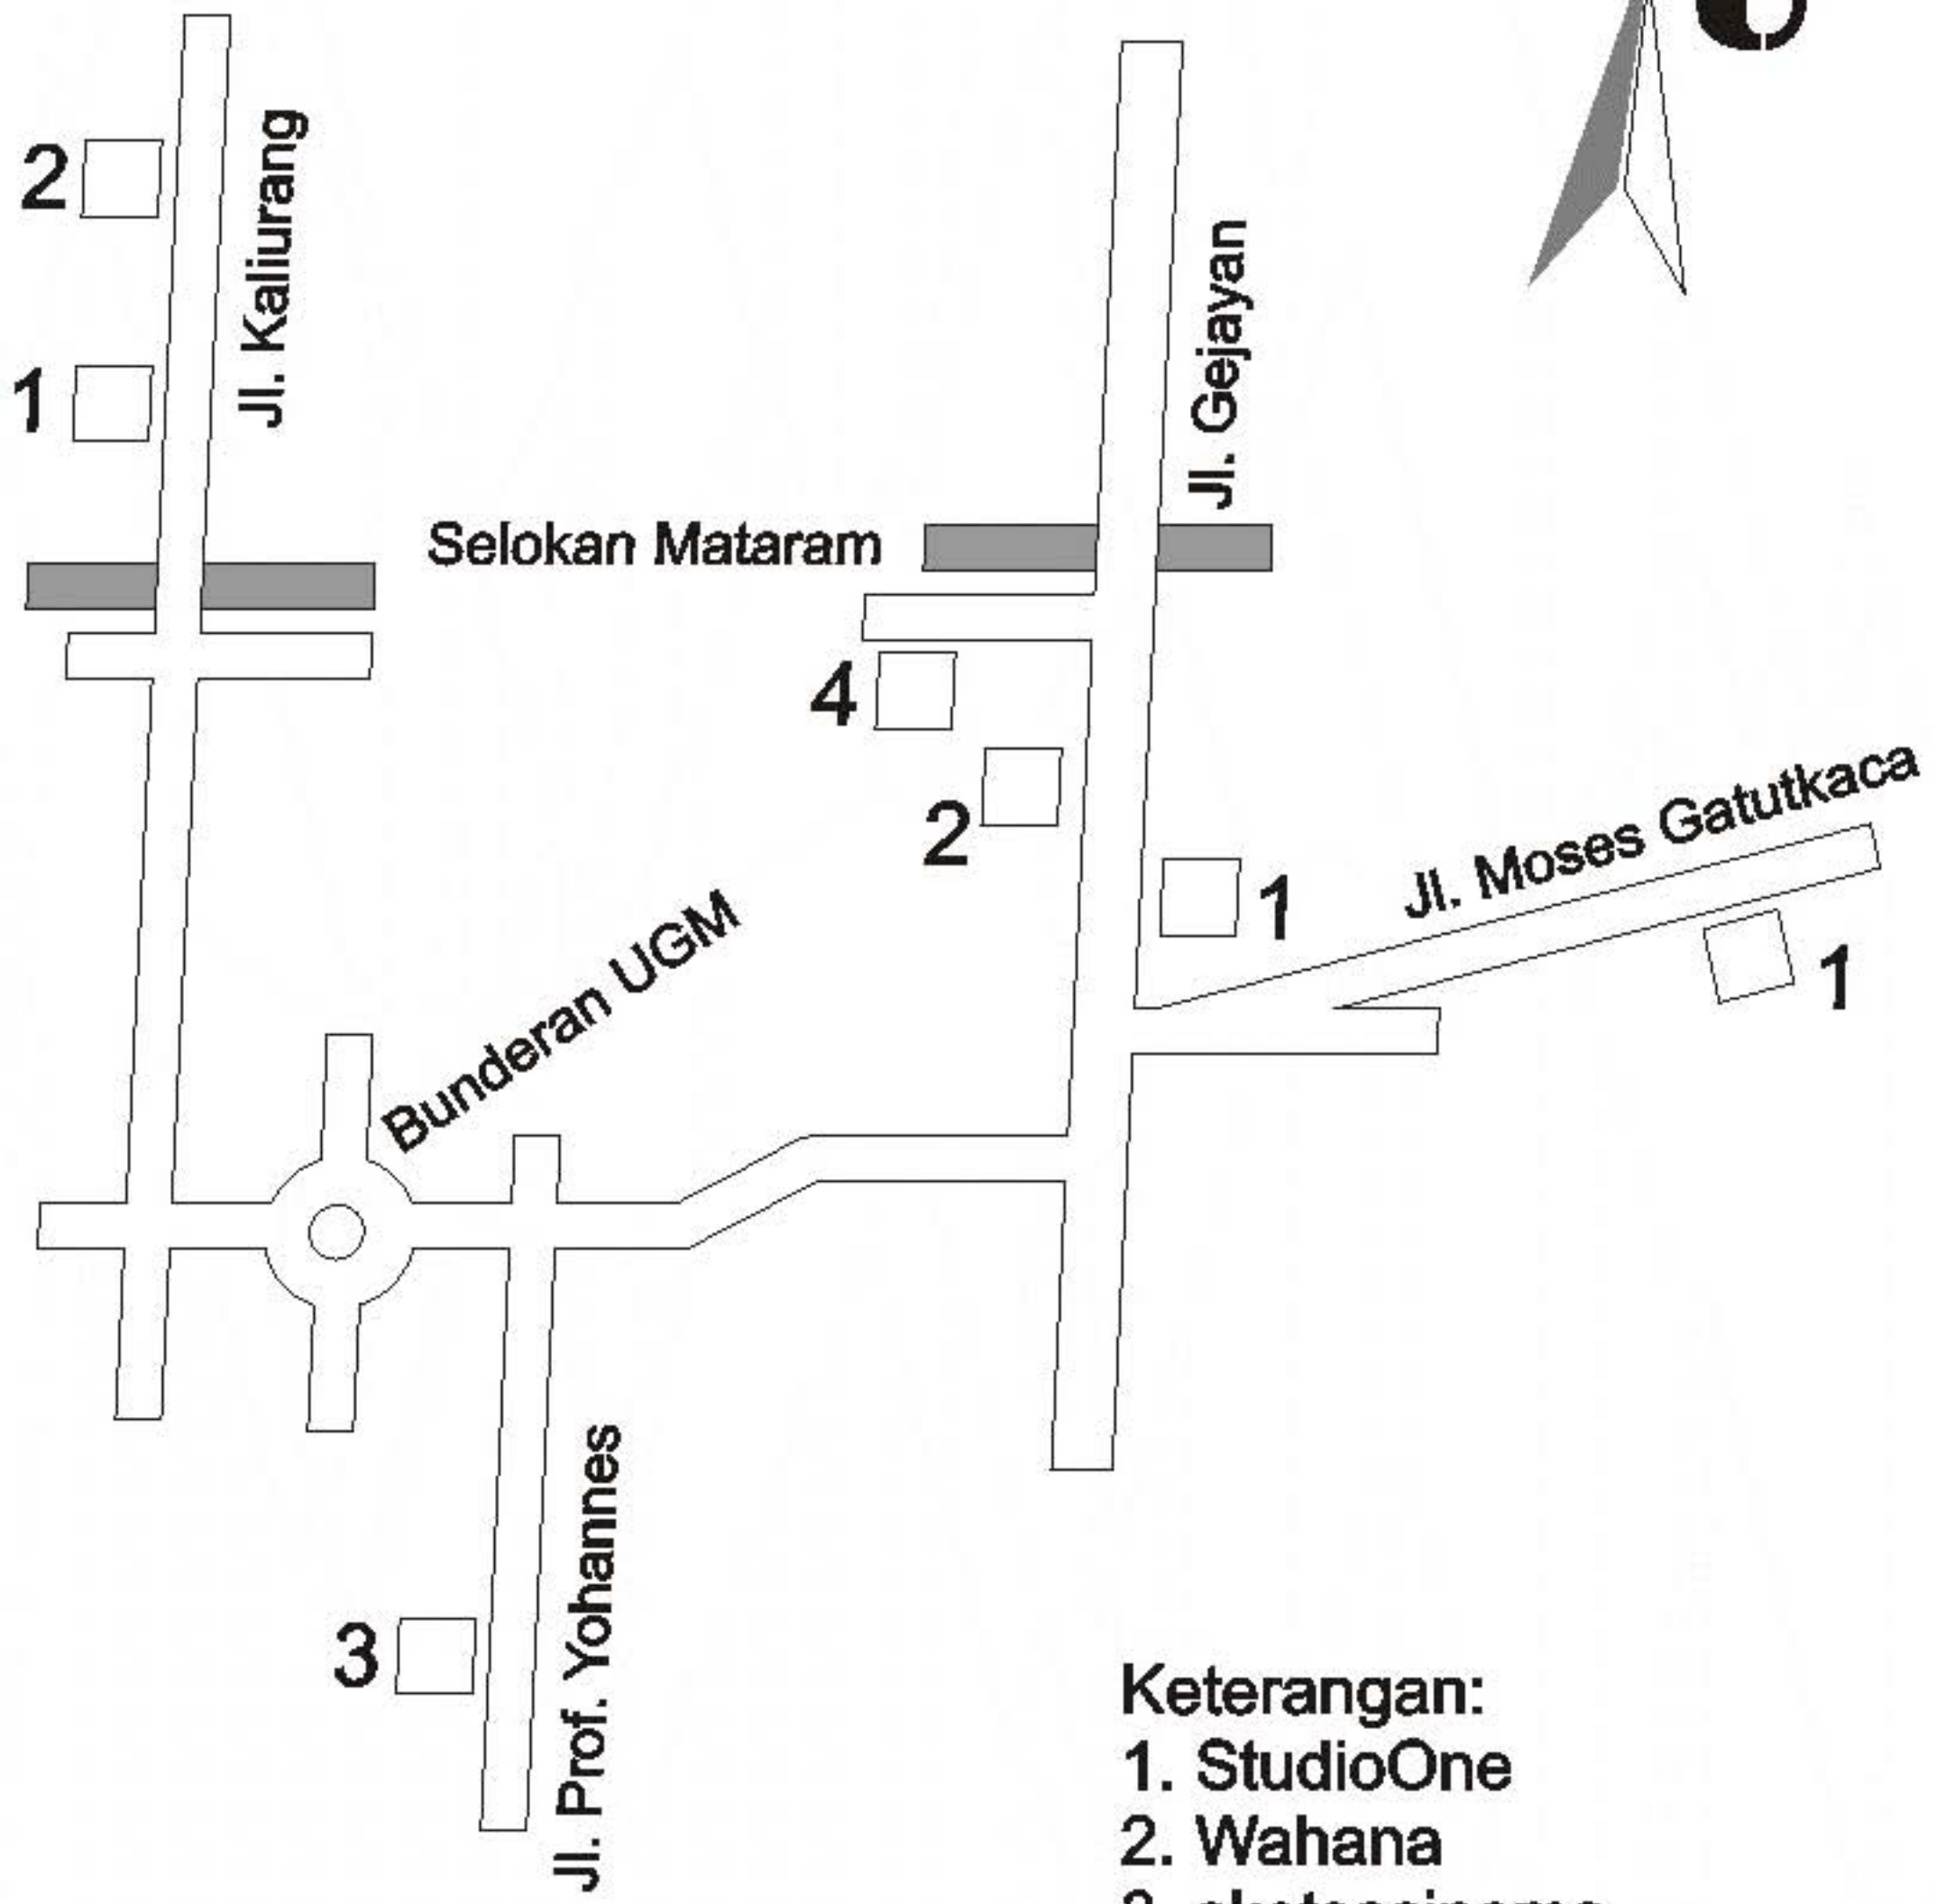 2
Jl. Kaliurang
1
Jl. Gejayan
Selokan Mataram
4
2
1
Jl. Moses Gatutkaca
1
Bunderan UGM
3
Jl. Prof. Yohannes
Keterangan:
1. StudioOne
2. Wahana